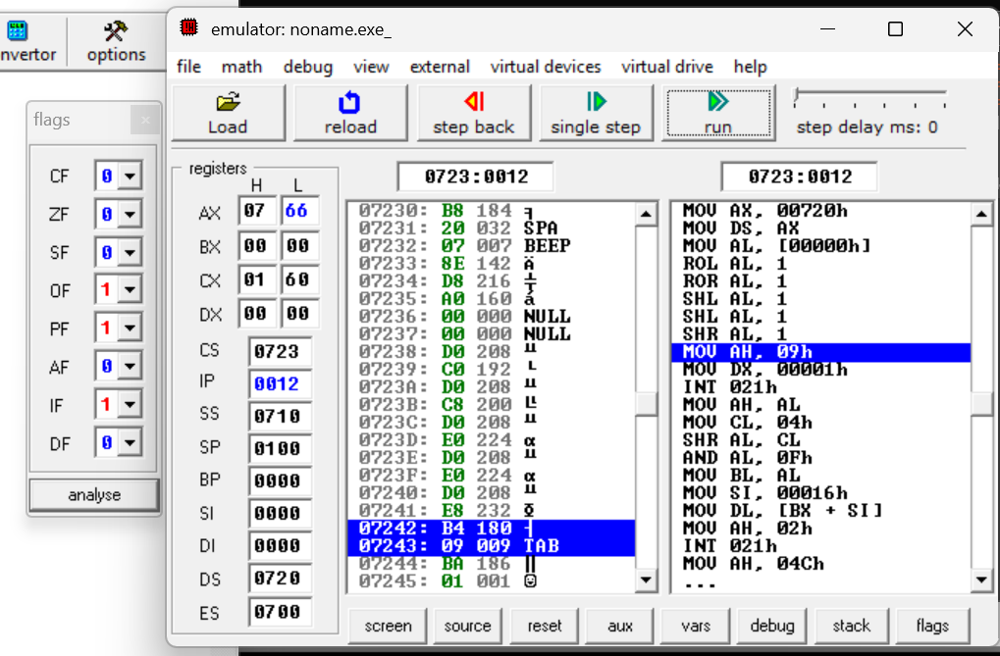 nvertor options
emulator: noname.exe_
file math debug view external virtual devices virtual drive help
Load reload step back single step run step delay ms: 0
flags
CF 0
ZF 0
SF 0
OF 1
PF 1
AF 0
IF 1
DF 0
analyse
registers
H L
AX 07 66
BX 00 00
CX 01 60
DX 00 00
CS 0723
IP 0012
SS 0710
SP 0100
BP 0000
SI 0000
DI 0000
DS 0720
ES 0700
0723:0012
07230: B8 184 ╕
07231: 20 032 SPA
07232: 07 007 BEEP
07233: 8E 142 Ä
07234: D8 216 ╪
07235: A0 160 á
07236: 00 000 NULL
07237: 00 000 NULL
07238: D0 208 ╨
07239: C0 192 └
0723A: D0 208 ╨
0723B: C8 200 ╚
0723C: D0 208 ╨
0723D: E0 224 α
0723E: D0 208 ╨
0723F: E0 224 α
07240: D0 208 ╨
07241: E8 232 Φ
07242: B4 180 ┤
07243: 09 009 TAB
07244: BA 186 ║
07245: 01 001 ☺
0723:0012
MOV AX, 00720h
MOV DS, AX
MOV AL, [00000h]
ROL AL, 1
ROR AL, 1
SHL AL, 1
SHL AL, 1
SHR AL, 1
MOV AH, 09h
MOV DX, 00001h
INT 021h
MOV AH, AL
MOV CL, 04h
SHR AL, CL
AND AL, 0Fh
MOV BL, AL
MOV SI, 00016h
MOV DL, [BX + SI]
MOV AH, 02h
INT 021h
MOV AH, 04Ch
...
screen source reset aux vars debug stack flags